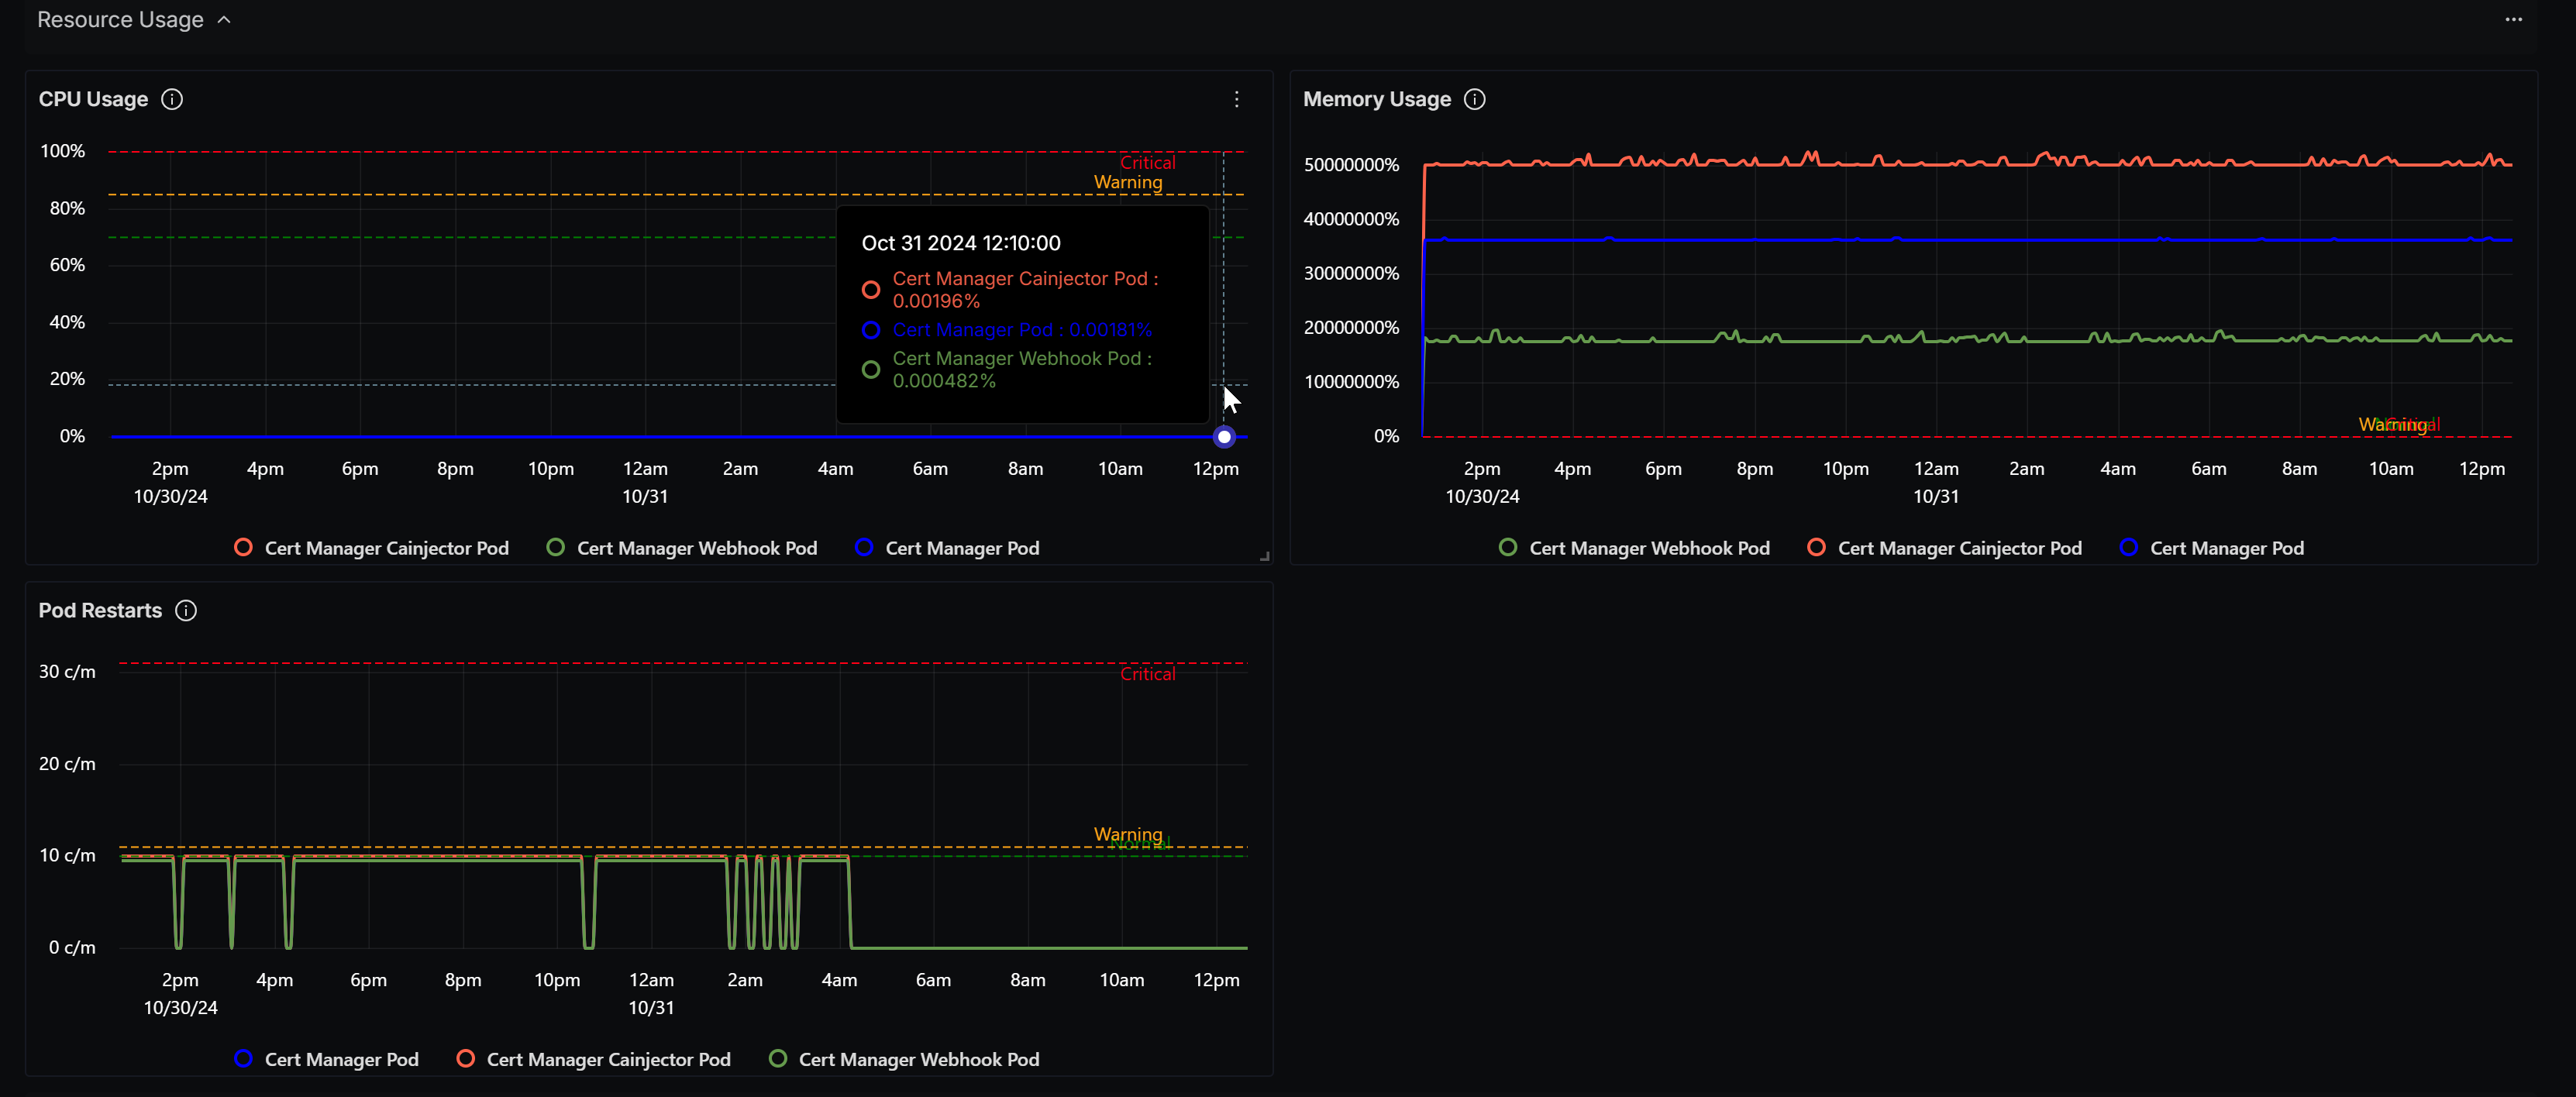 Resource Usage
CPU Usage
100%
80%
60%
40%
20%
0%
Critical
Warning
Oct 31 2024 12:10:00
Cert Manager Cainjector Pod :
0.00196%
Cert Manager Pod : 0.00181%
Cert Manager Webhook Pod :
0.000482%
2pm 4pm 6pm 8pm 10pm 12am 2am 4am 6am 8am 10am 12pm
10/30/24 10/31
Cert Manager Cainjector Pod Cert Manager Webhook Pod Cert Manager Pod
Memory Usage
50000000%
40000000%
30000000%
20000000%
10000000%
0%
Warning Normal Critical
2pm 4pm 6pm 8pm 10pm 12am 2am 4am 6am 8am 10am 12pm
10/30/24 10/31
Cert Manager Webhook Pod Cert Manager Cainjector Pod Cert Manager Pod
Pod Restarts
30 c/m
20 c/m
10 c/m
0 c/m
Critical
Warning
Normal
2pm 4pm 6pm 8pm 10pm 12am 2am 4am 6am 8am 10am 12pm
10/30/24 10/31
Cert Manager Pod Cert Manager Cainjector Pod Cert Manager Webhook Pod